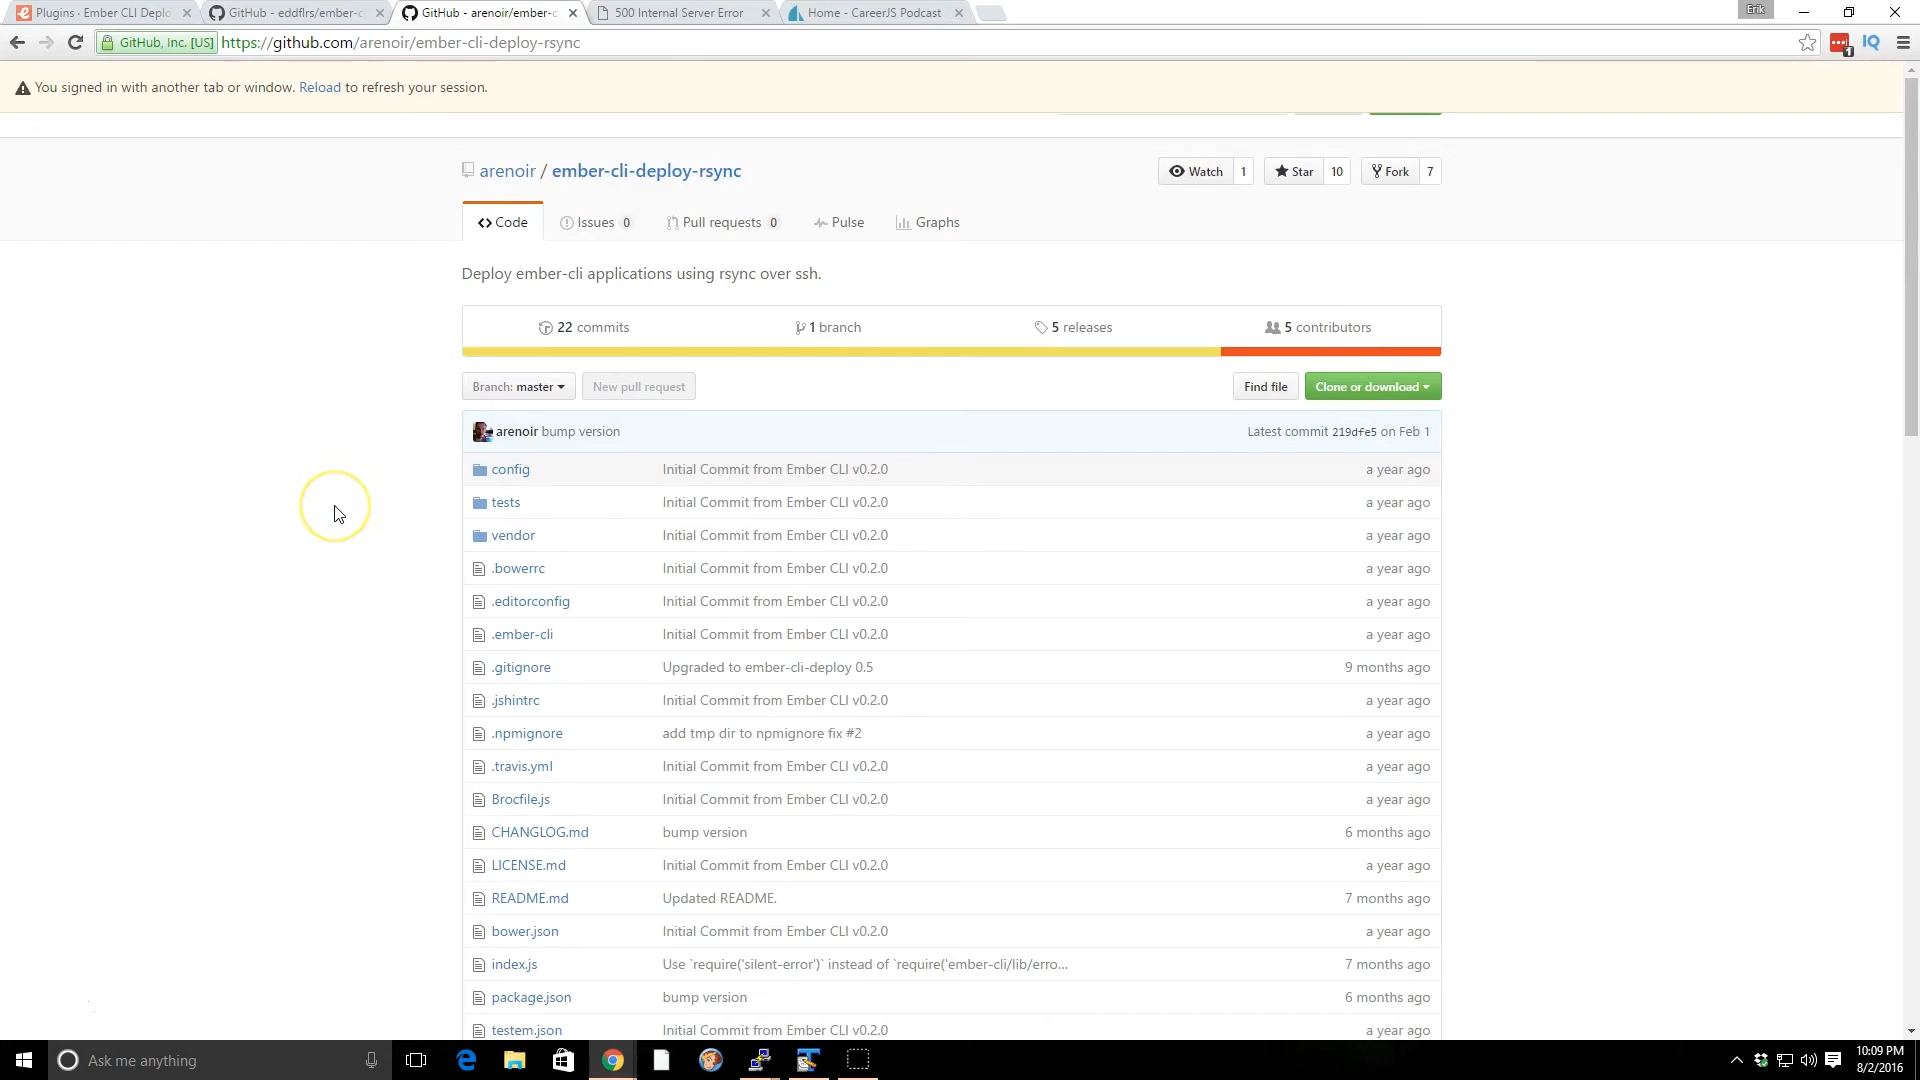 Plugins · Ember CLI Deplo
GitHub - eddflrs/ember-c
GitHub - arenoir/ember-c
500 Internal Server Error
Home - CareerJS Podcast
Erik
GitHub, Inc. [US]
https://github.com/arenoir/ember-cli-deploy-rsync
1
IQ
You signed in with another tab or window. Reload to refresh your session.
arenoir / ember-cli-deploy-rsync
Watch 1
Star 10
Fork 7
Code
Issues 0
Pull requests 0
Pulse
Graphs
Deploy ember-cli applications using rsync over ssh.
22 commits
1 branch
5 releases
5 contributors
Branch: master
New pull request
Find file
Clone or download
arenoir bump version
Latest commit 219dfe5 on Feb 1
config Initial Commit from Ember CLI v0.2.0 a year ago
tests Initial Commit from Ember CLI v0.2.0 a year ago
vendor Initial Commit from Ember CLI v0.2.0 a year ago
.bowerrc Initial Commit from Ember CLI v0.2.0 a year ago
.editorconfig Initial Commit from Ember CLI v0.2.0 a year ago
.ember-cli Initial Commit from Ember CLI v0.2.0 a year ago
.gitignore Upgraded to ember-cli-deploy 0.5 9 months ago
.jshintrc Initial Commit from Ember CLI v0.2.0 a year ago
.npmignore add tmp dir to npmignore fix #2 a year ago
.travis.yml Initial Commit from Ember CLI v0.2.0 a year ago
Brocfile.js Initial Commit from Ember CLI v0.2.0 a year ago
CHANGLOG.md bump version 6 months ago
LICENSE.md Initial Commit from Ember CLI v0.2.0 a year ago
README.md Updated README. 7 months ago
bower.json Initial Commit from Ember CLI v0.2.0 a year ago
index.js Use `require('silent-error')` instead of `require('ember-cli/lib/erro... 7 months ago
package.json bump version 6 months ago
testem.json Initial Commit from Ember CLI v0.2.0 a year ago
Ask me anything
10:09 PM
8/2/2016